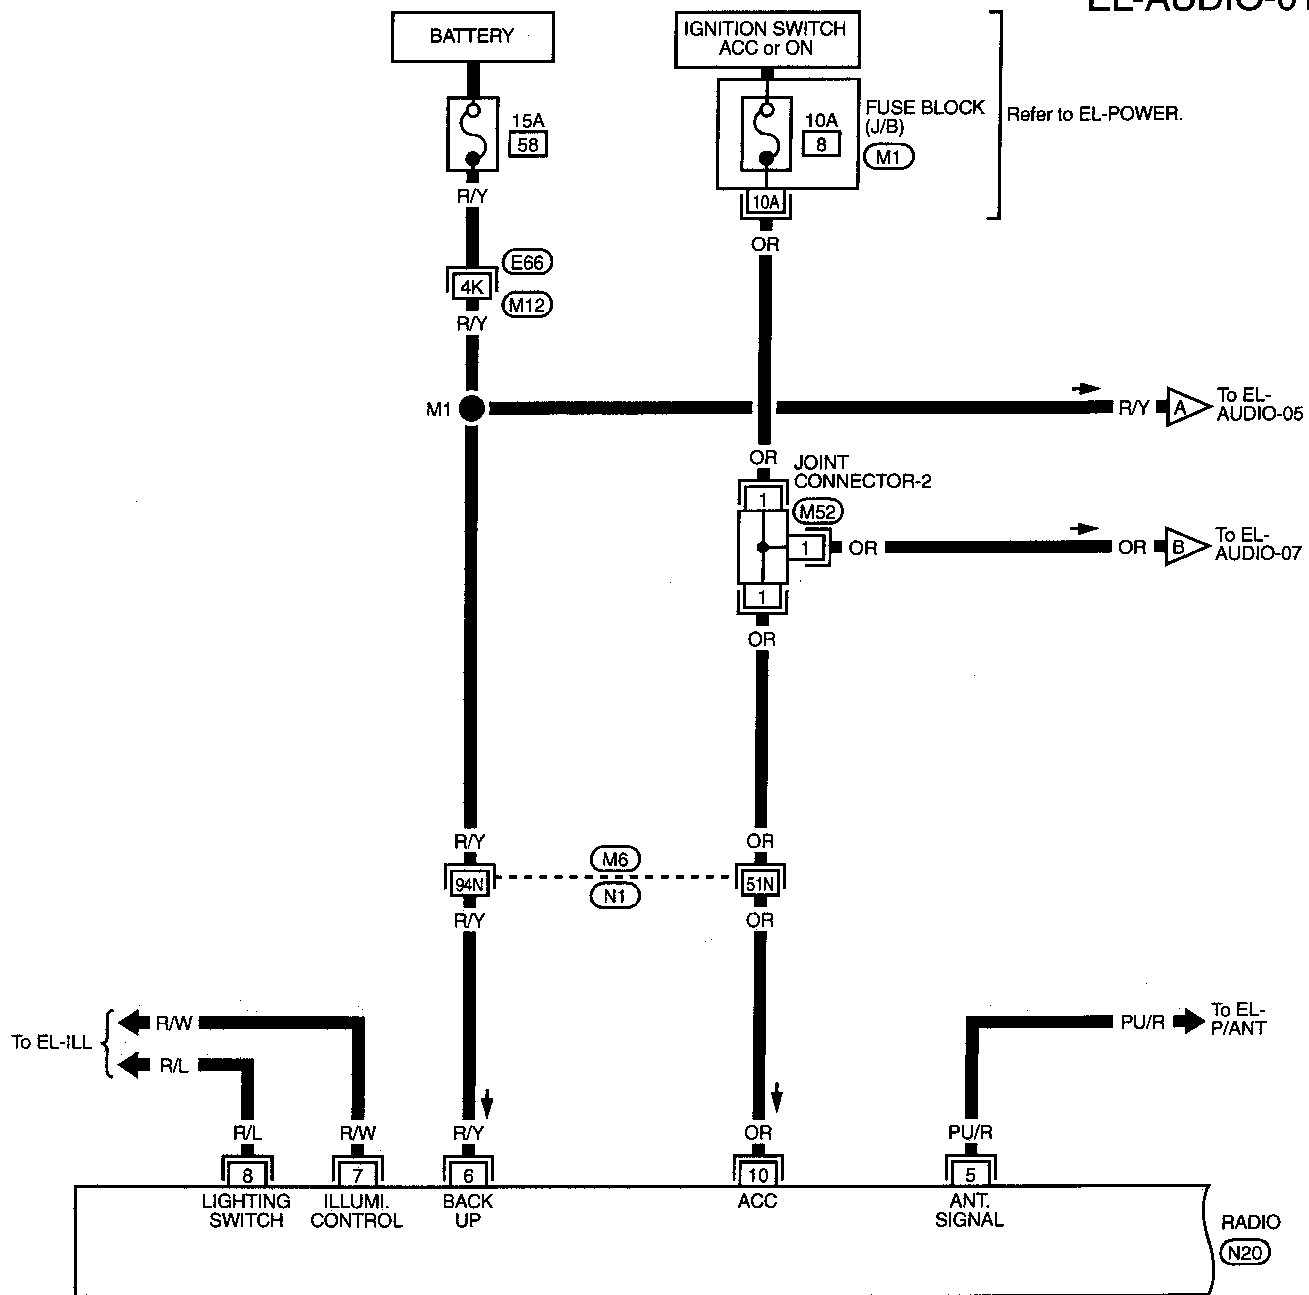 EL-AUDIO-01
BATTERY
IGNITION SWITCH
ACC or ON
15A
58
10A
8
FUSE BLOCK
(J/B)
M1
Refer to EL-POWER.
R/Y
10A
OR
E66
4K
M12
R/Y
M1
R/Y
A
To EL-
AUDIO-05
OR
JOINT
CONNECTOR-2
1
M52
1
OR
OR
B
To EL-
AUDIO-07
1
OR
R/Y
OR
M6
94N
51N
N1
R/Y
OR
To EL-ILL
R/W
R/L
PU/R
To EL-
P/ANT
R/L
R/W
R/Y
OR
PU/R
8
7
6
10
5
LIGHTING
SWITCH
ILLUMI.
CONTROL
BACK
UP
ACC
ANT.
SIGNAL
RADIO
N20